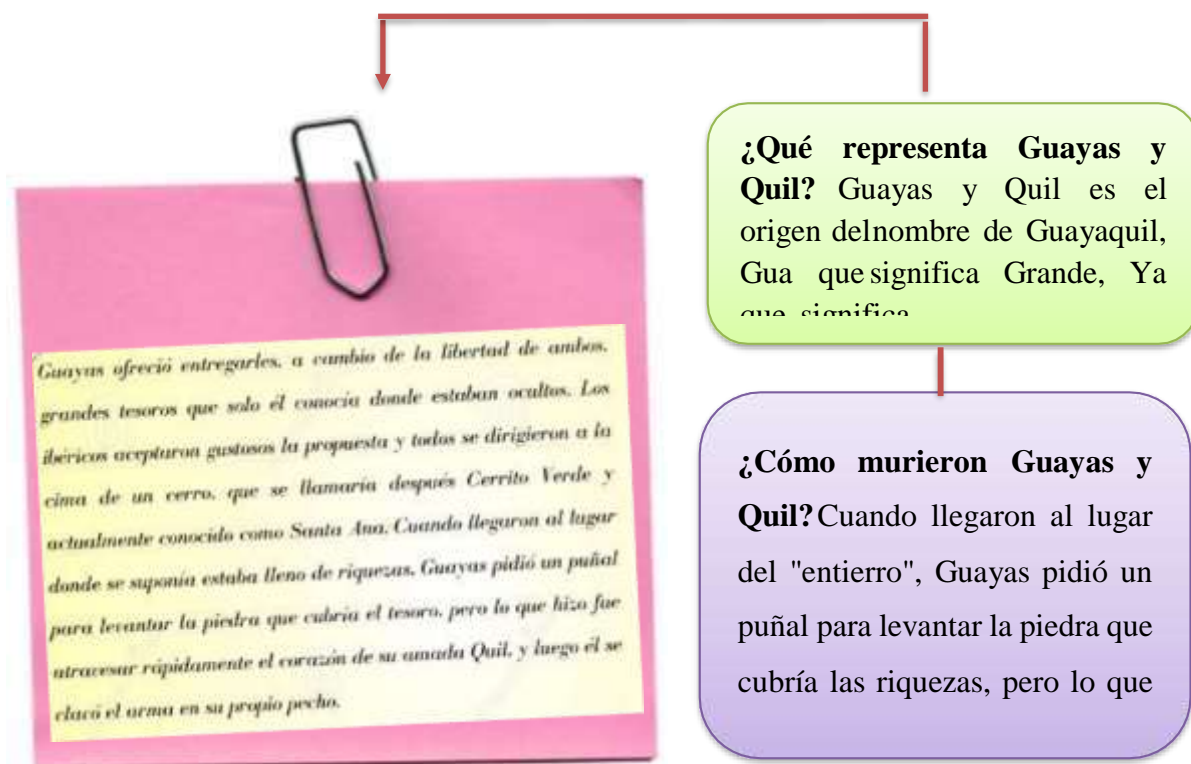 ¿Qué representa Guayas y
Quil? Guayas y Quil es el
origen delnombre de Guayaquil,
Gua que significa Grande, Ya
que significa
Guayas ofreció entregarles, a cambio de la libertad de ambos,
grandes tesoros que solo él conocía donde estaban ocultos. Los
ibéricos aceptaron gustosos la propuesta y todos se dirigieron a la
cima de un cerro, que se llamaría después Cerrito Verde y
actualmente conocido como Santa Ana. Cuando llegaron al lugar
donde se suponía estaba lleno de riquezas, Guayas pidió un puñal
para levantar la piedra que cubría el tesoro, pero lo que hizo fue
atravesar rápidamente el corazón de su amada Quil, y luego él se
clavó el arma en su propio pecho.
¿Cómo murieron Guayas y
Quil? Cuando llegaron al lugar
del "entierro", Guayas pidió un
puñal para levantar la piedra que
cubría las riquezas, pero lo que